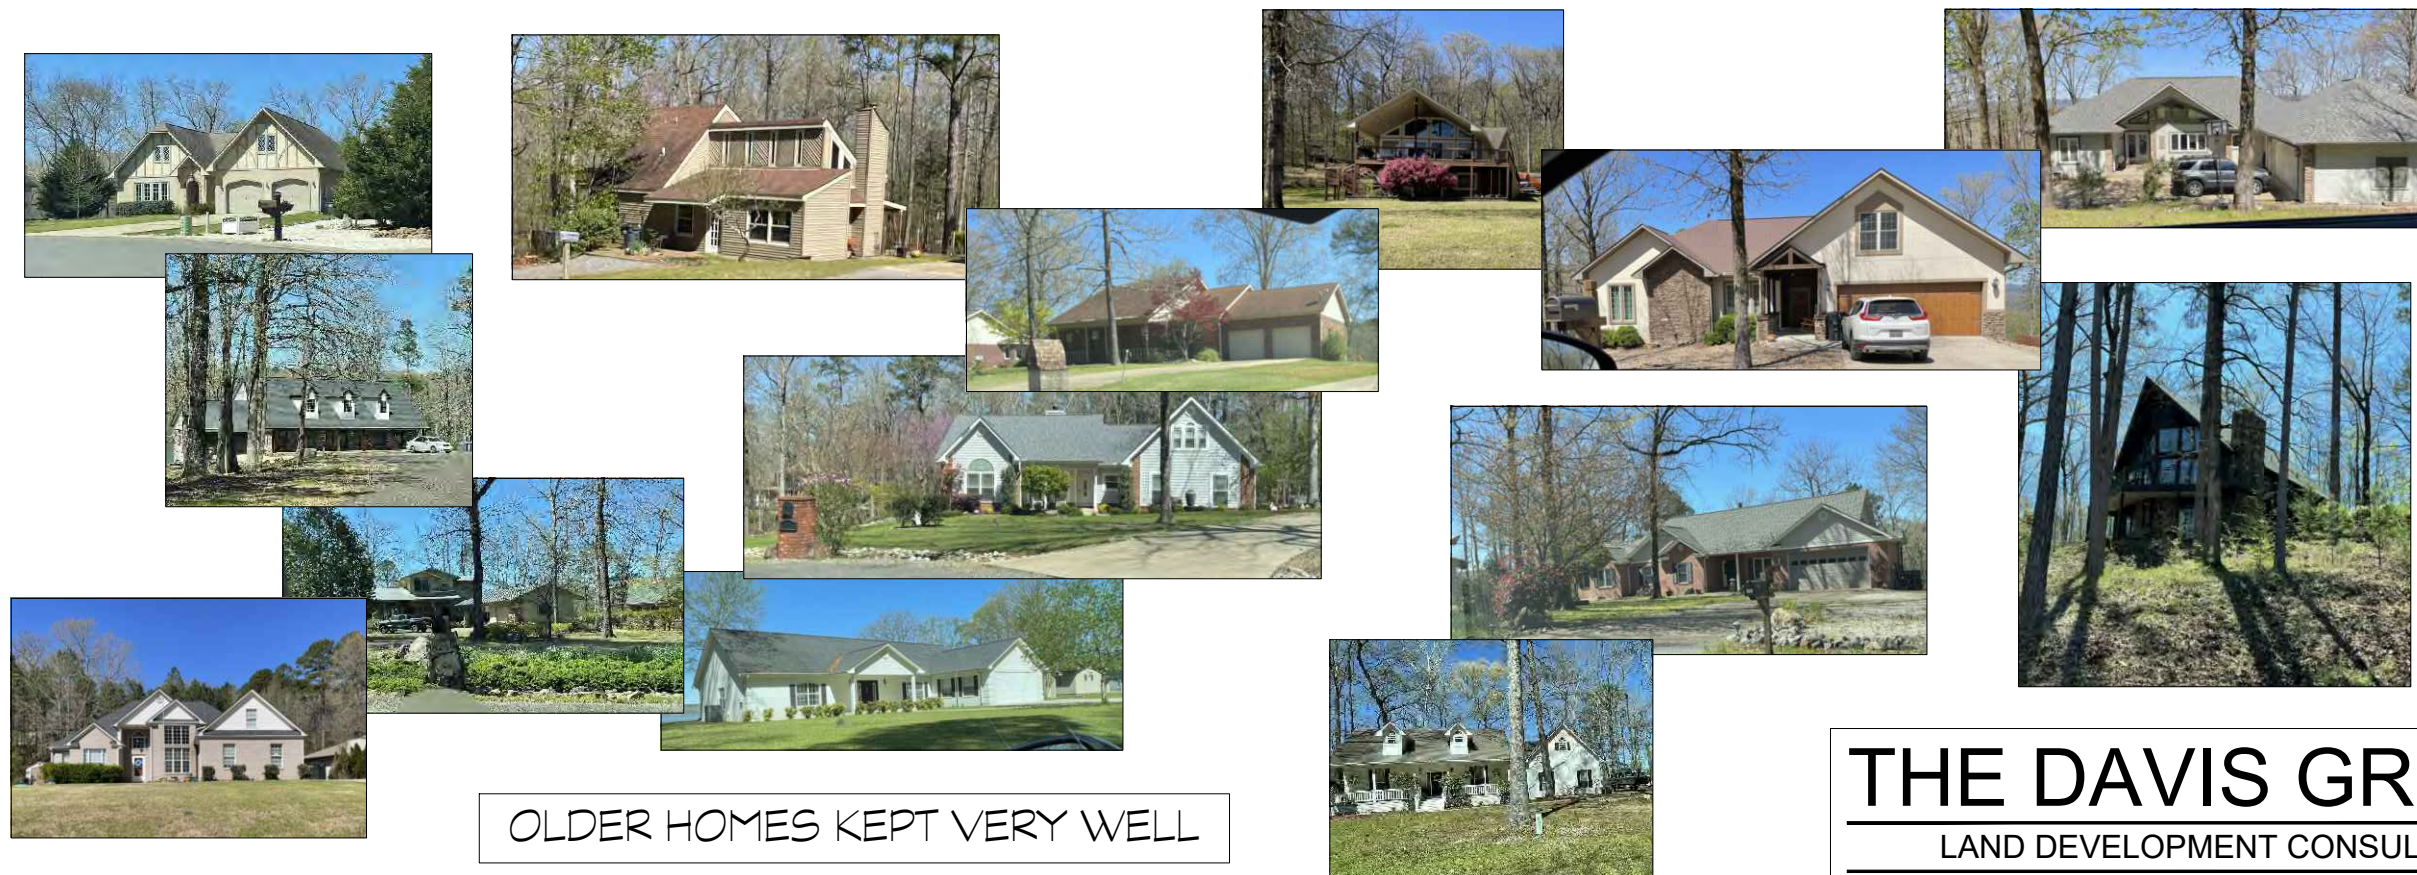 OLDER HOMES KEPT VERY WELL
THE DAVIS GR
LAND DEVELOPMENT CONSUL